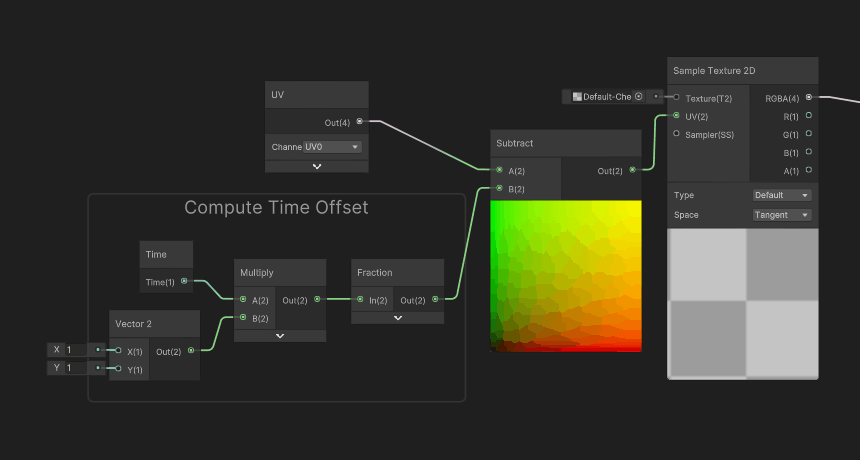 UV
Out(4)
Channe UV0
Compute Time Offset
Time
Time(1)
Vector 2
X 1
X(1)
Out(2)
Y 1
Y(1)
Multiply
A(2) Out(2)
B(2)
Fraction
In(2) Out(2)
Subtract
A(2) Out(2)
B(2)
Default-Che
Sample Texture 2D
Texture(T2) RGBA(4)
UV(2) R(1)
Sampler(SS) G(1)
B(1)
A(1)
Type Default
Space Tangent